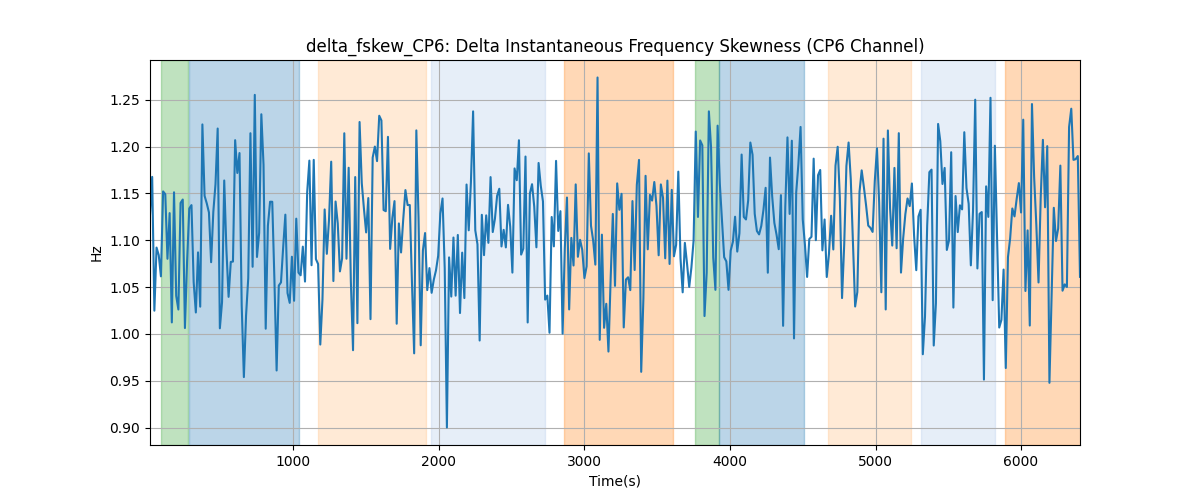 delta_fskew_CP6: Delta Instantaneous Frequency Skewness (CP6 Channel)
1.25
1.20
1.15
1.10
1.05
1.00
0.95
0.90
Hz
1000 2000 3000 4000 5000 6000
Time(s)